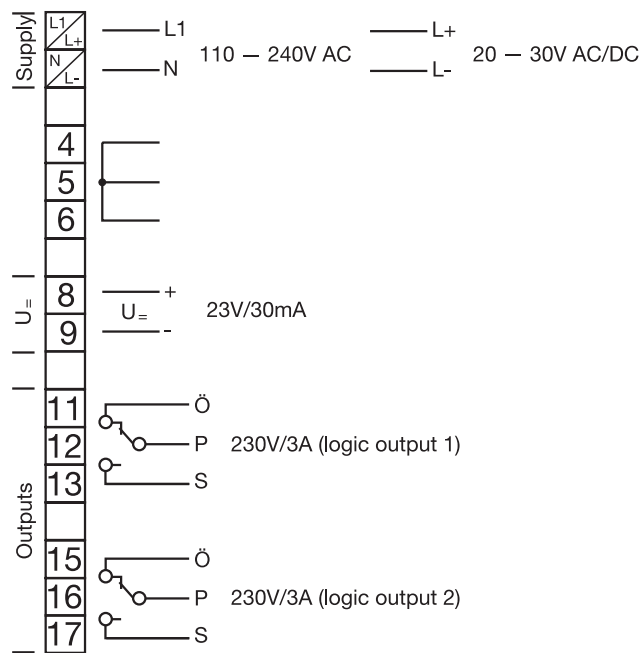 Supply
L1 L+ L1 110 – 240V AC L+ 20 – 30V AC/DC
N L- N L-
4
5
6
U=
8 U= + 23V/30mA
9 -
Outputs
11 Ö
12 P 230V/3A (logic output 1)
13 S
15 Ö
16 P 230V/3A (logic output 2)
17 S